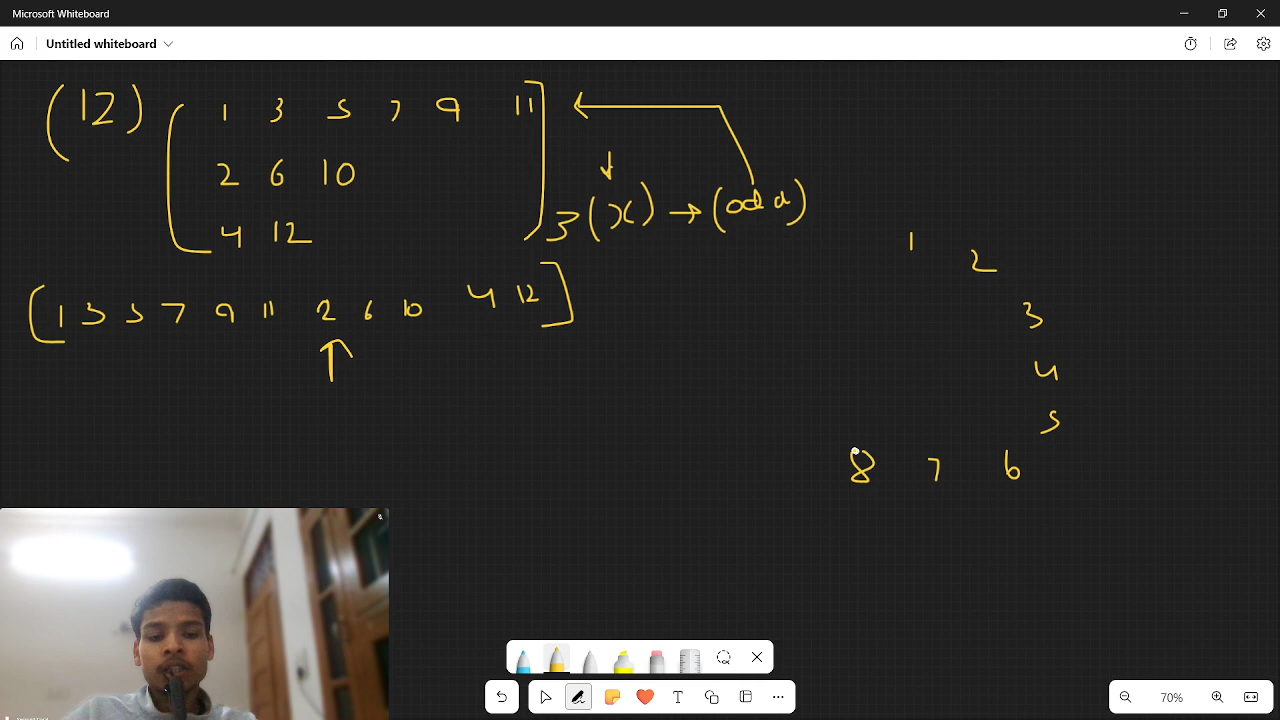 Microsoft Whiteboard
Untitled whiteboard
(12) 1 3 5 7 9 11
2 6 10
4 12
3(x) → (odd)
[1 3 5 7 9 11 2 6 10 4 12]
1
2
3
4
5
8 7 6
70%